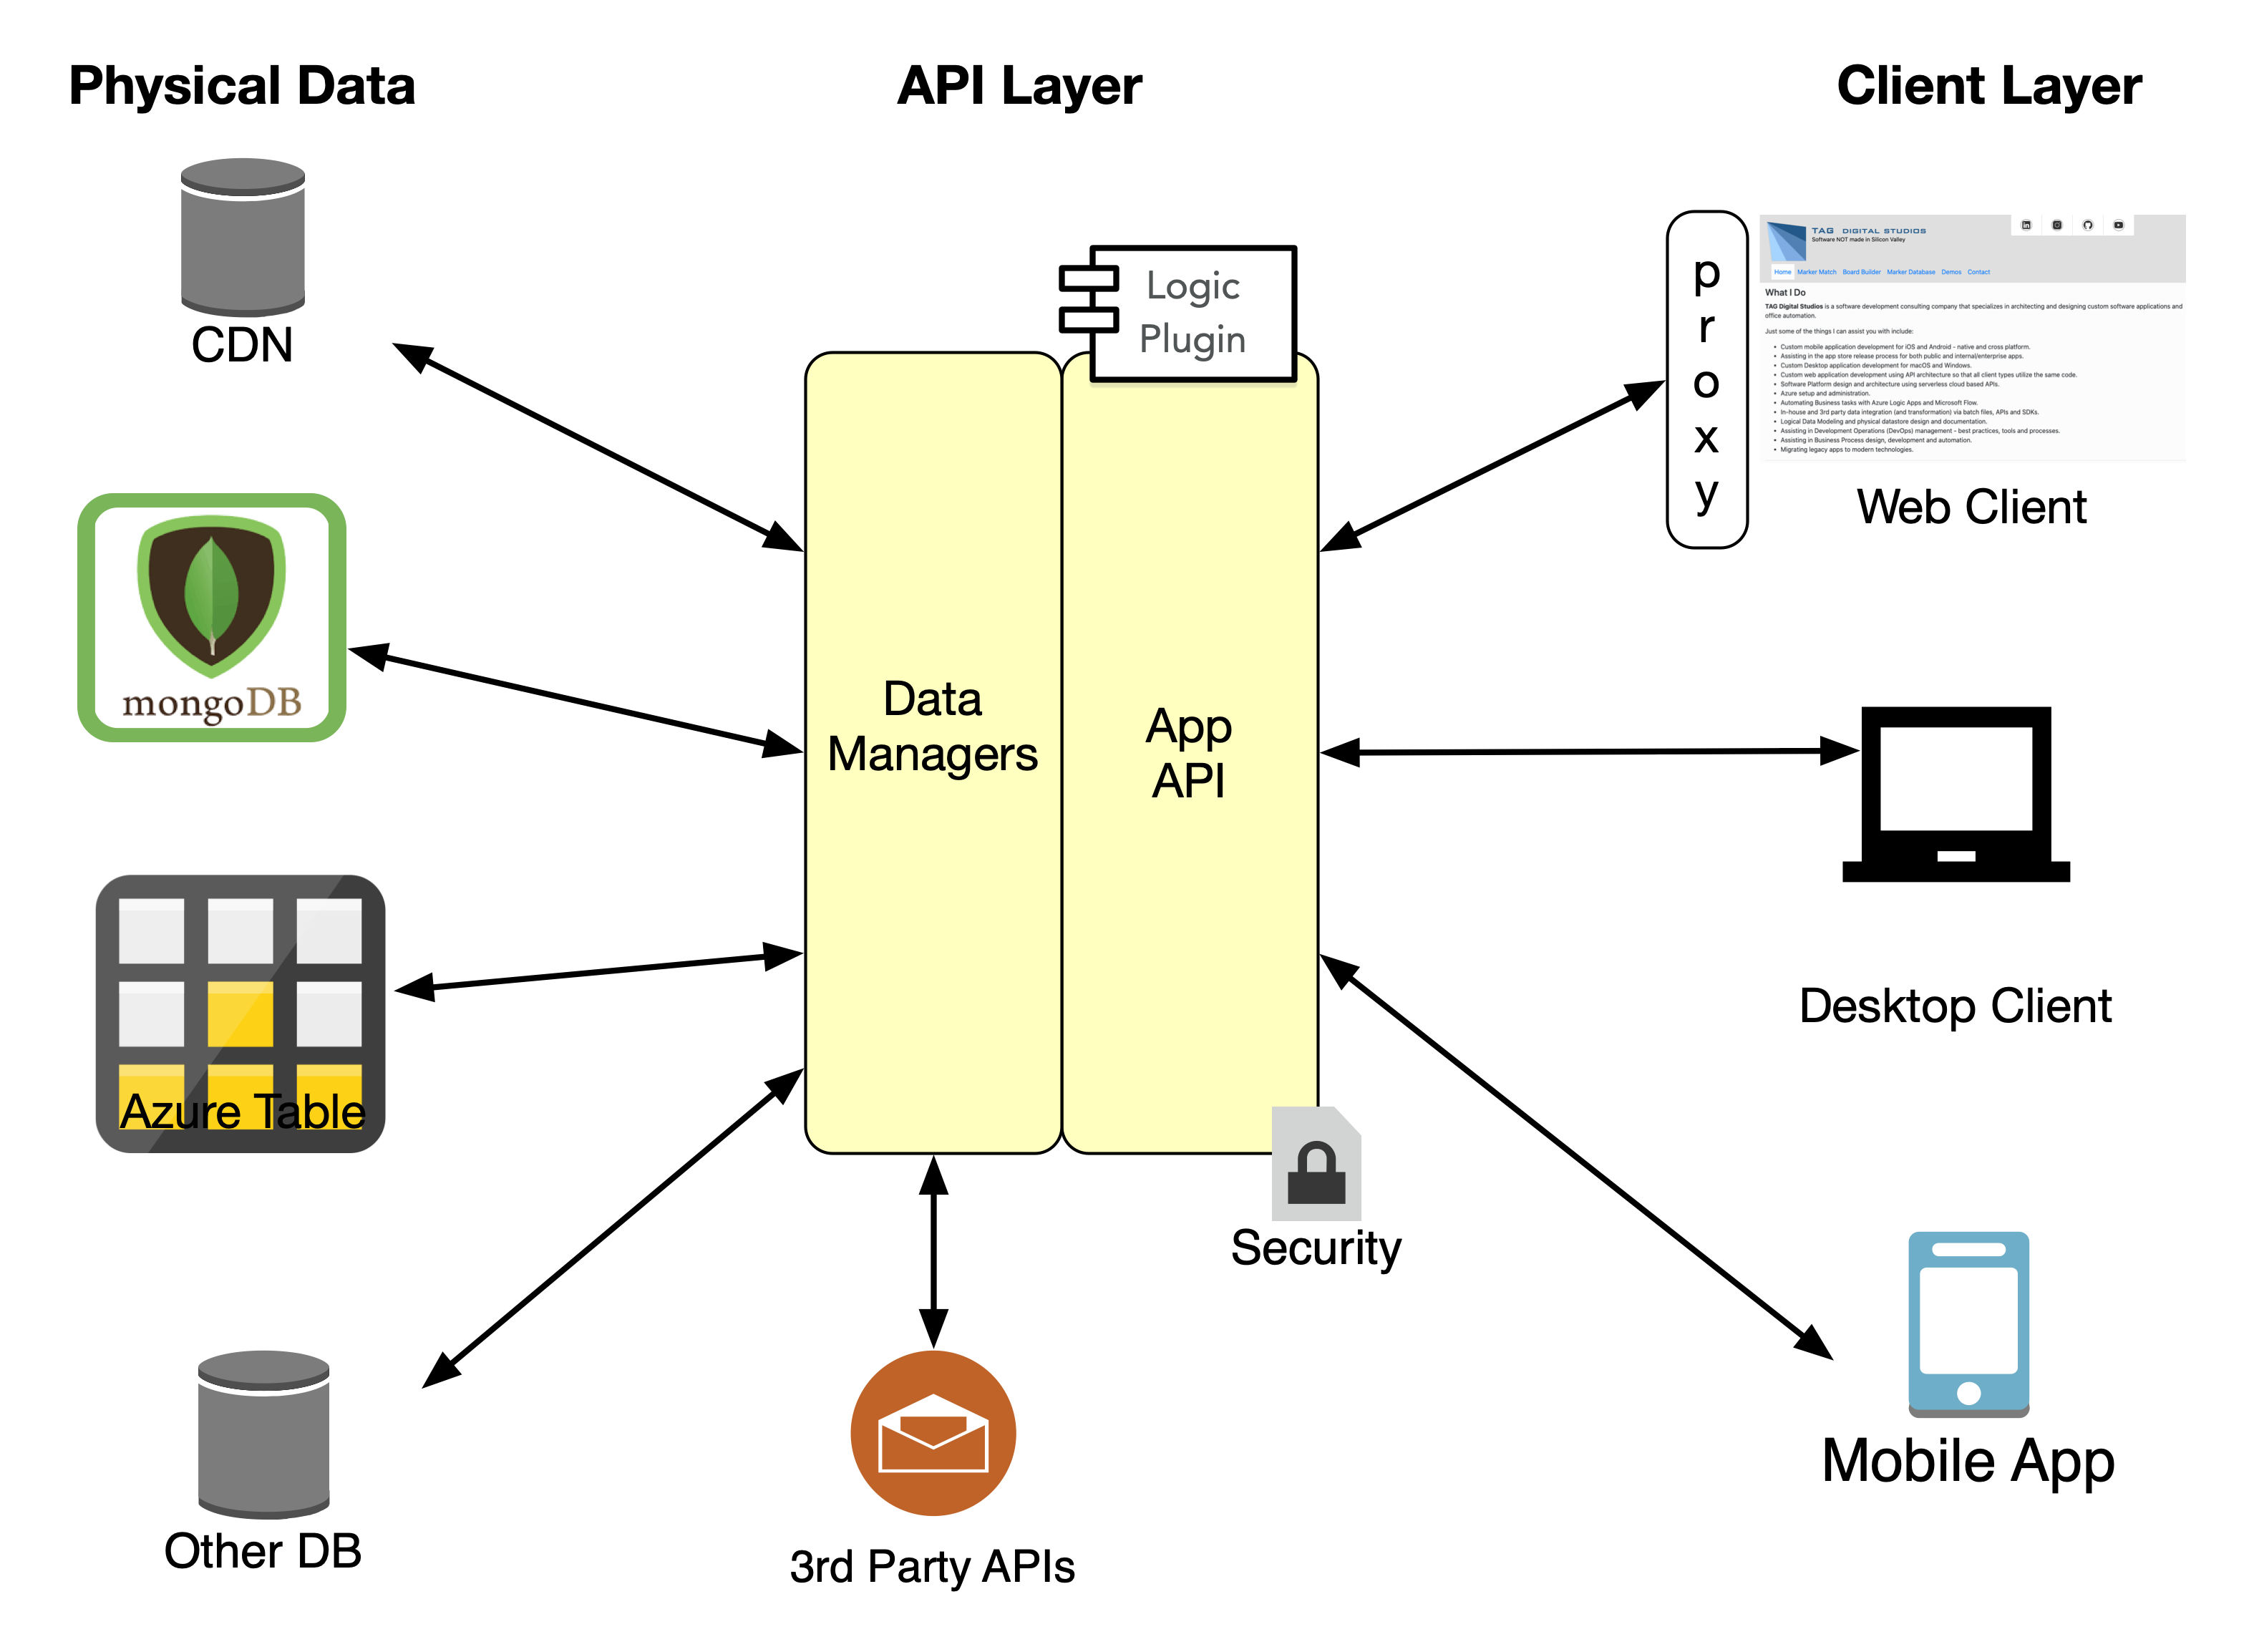 Physical Data
API Layer
Client Layer
CDN
mongoDB
Azure Table
Other DB
Logic
Plugin
Data
Managers
App
API
Security
3rd Party APIs
p
r
o
x
y
TAG DIGITAL STUDIOS
Software NOT made in Silicon Valley
Home Marker Match Board Builder Marker Database Demos Contact
What I Do
TAG Digital Studios is a software development consulting company that specializes in architecting and designing custom software applications and
office automation.
Just some of the things I can assist you with include:
• Custom mobile application development for iOS and Android - native and cross platform.
• Assisting in the app store release process for both public and internal/enterprise apps.
• Custom Desktop application development for macOS and Windows.
• Custom web application development using API architecture so that all client types utilize the same code.
• Software Platform design and architecture using serverless cloud based APIs.
• Azure setup and administration.
• Automating Business tasks with Azure Logic Apps and Microsoft Flow.
• In-house and 3rd party data integration (and transformation) via batch files, APIs and SDKs.
• Logical Data Modeling and physical datastore design and documentation.
• Assisting in Development Operations (DevOps) management - best practices, tools and processes.
• Assisting in Business Process design, development and automation.
• Migrating legacy apps to modern technologies.
Web Client
Desktop Client
Mobile App